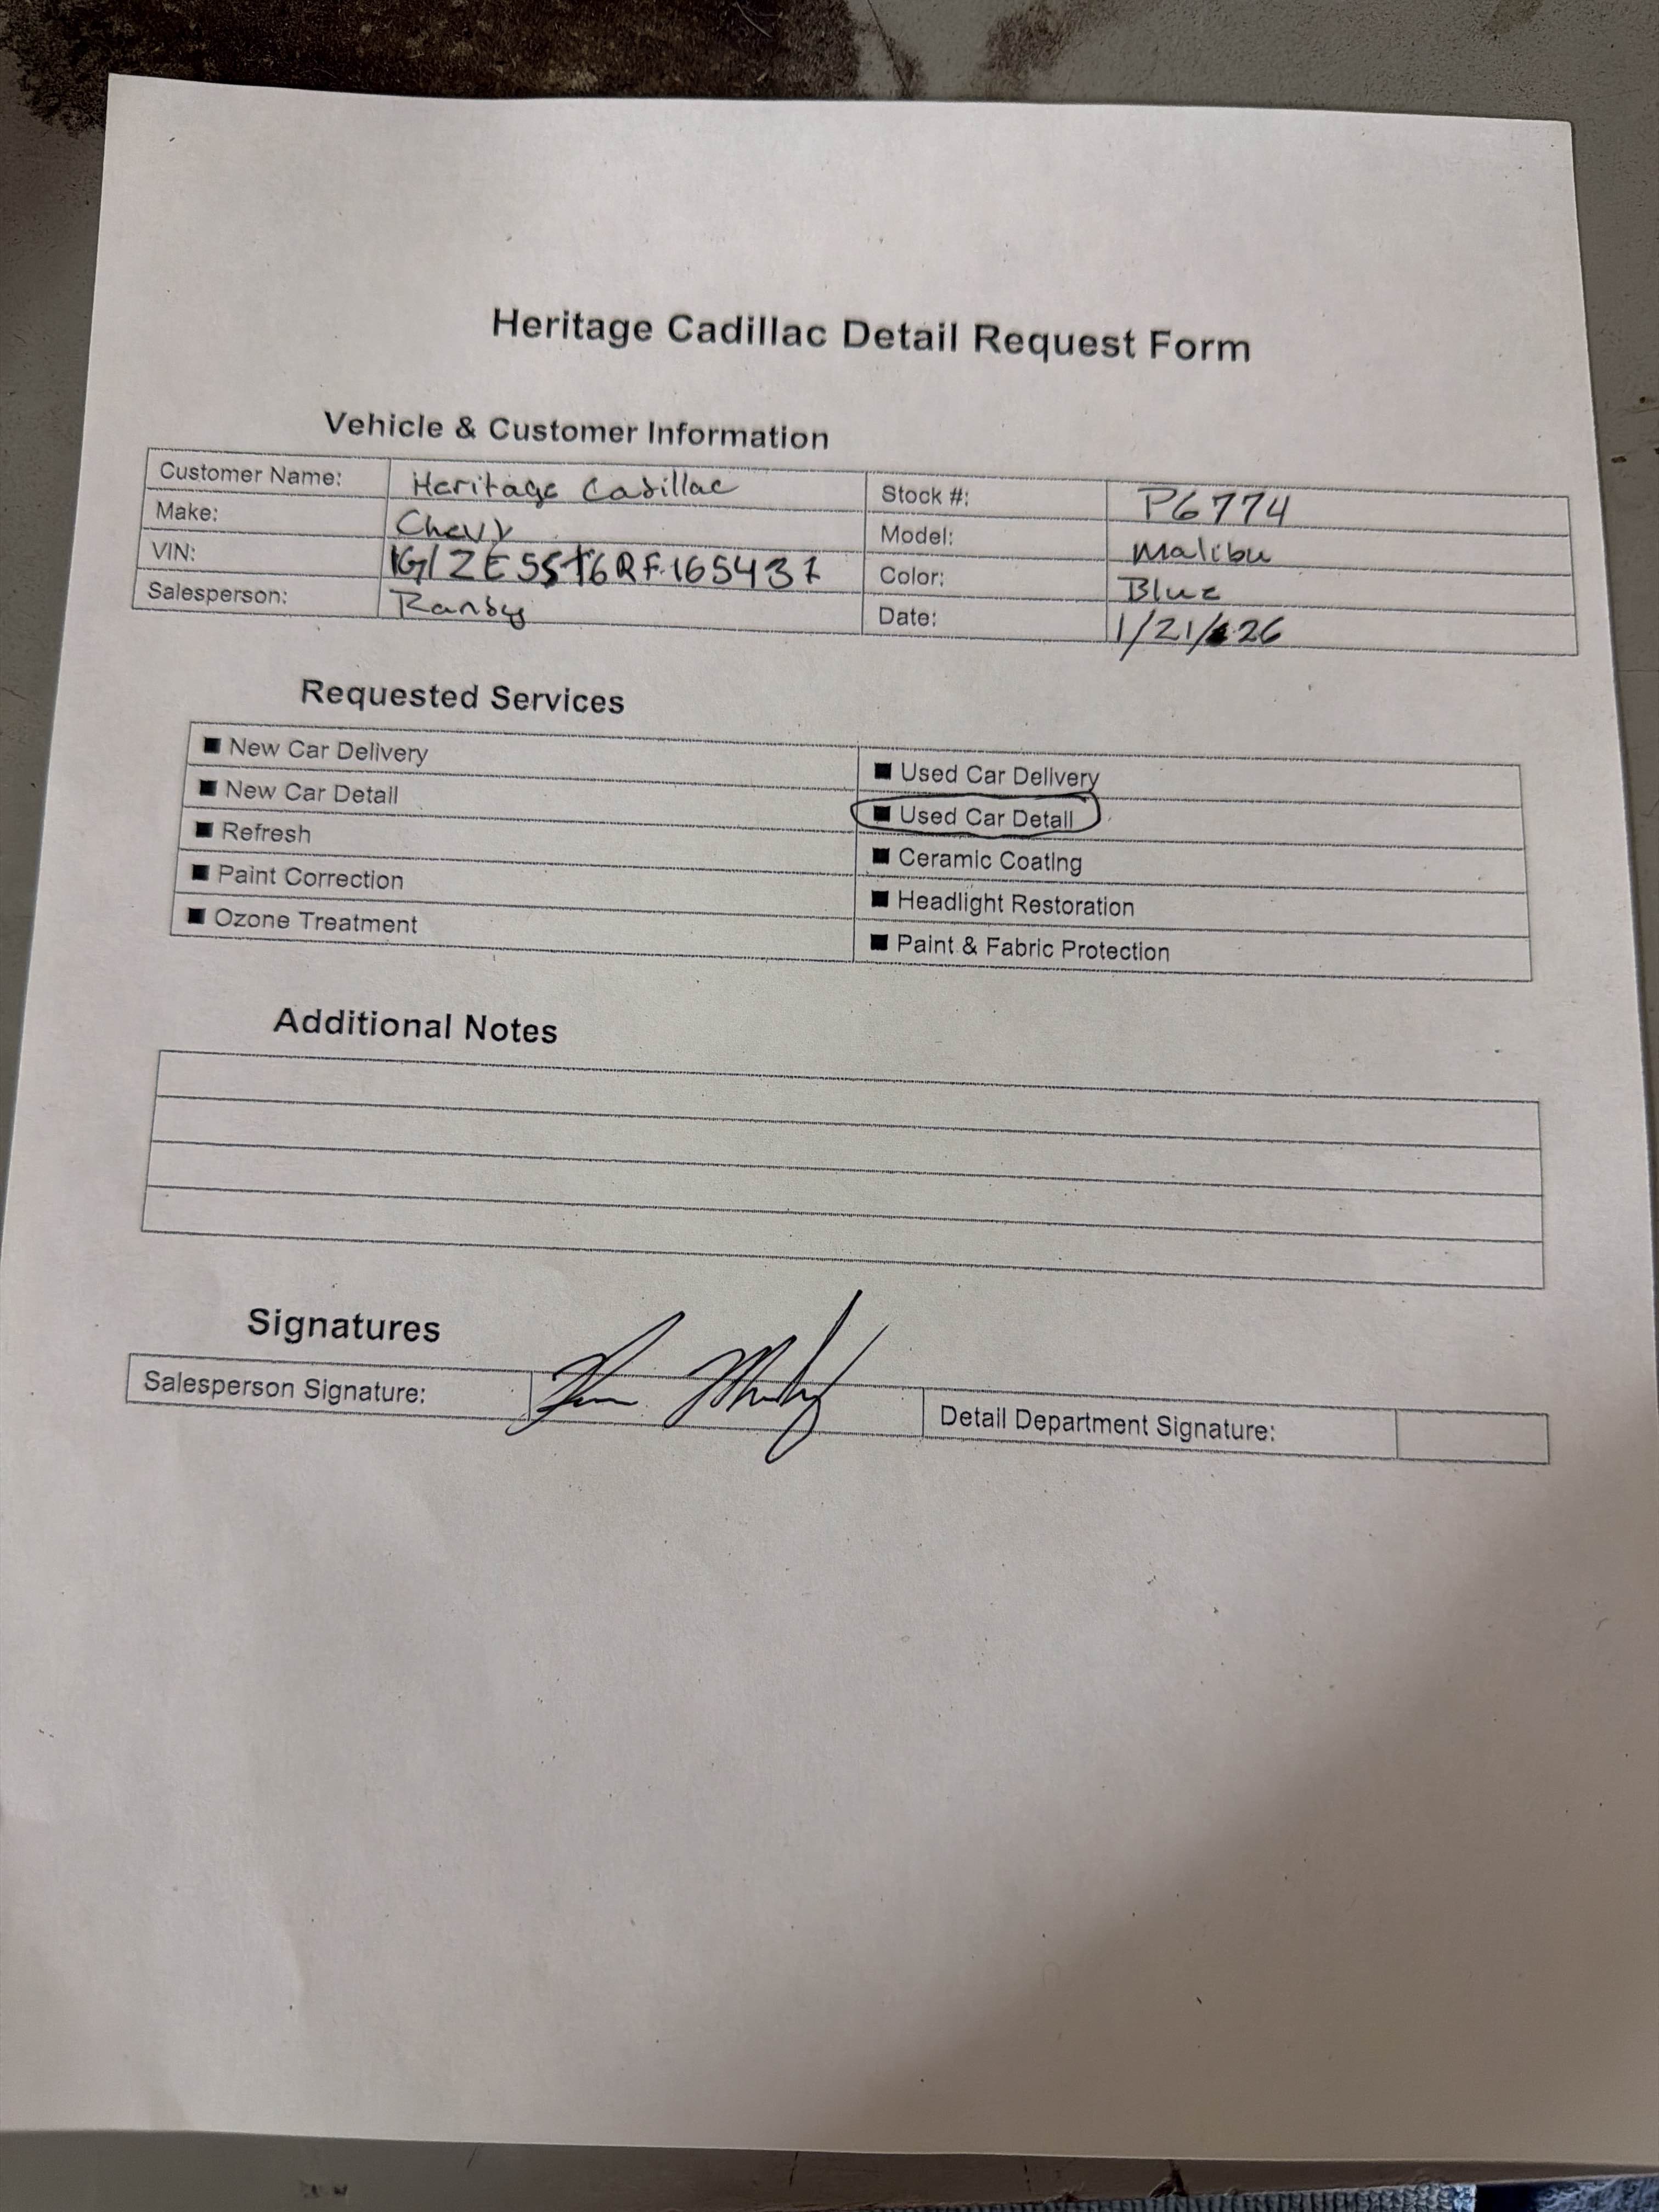 Heritage Cadillac Detail Request Form
Vehicle & Customer Information
Customer Name: Heritage Cadillac Stock #: P6774
Make: Chevy Model: Malibu
VIN: 1G1ZE5ST6RF165437 Color: Blue
Salesperson: Randy Date: 1/21/26
Requested Services
■ New Car Delivery ■ Used Car Delivery
■ New Car Detail ■ Used Car Detail
■ Refresh ■ Ceramic Coating
■ Paint Correction ■ Headlight Restoration
■ Ozone Treatment ■ Paint & Fabric Protection
Additional Notes
Signatures
Salesperson Signature: Detail Department Signature: